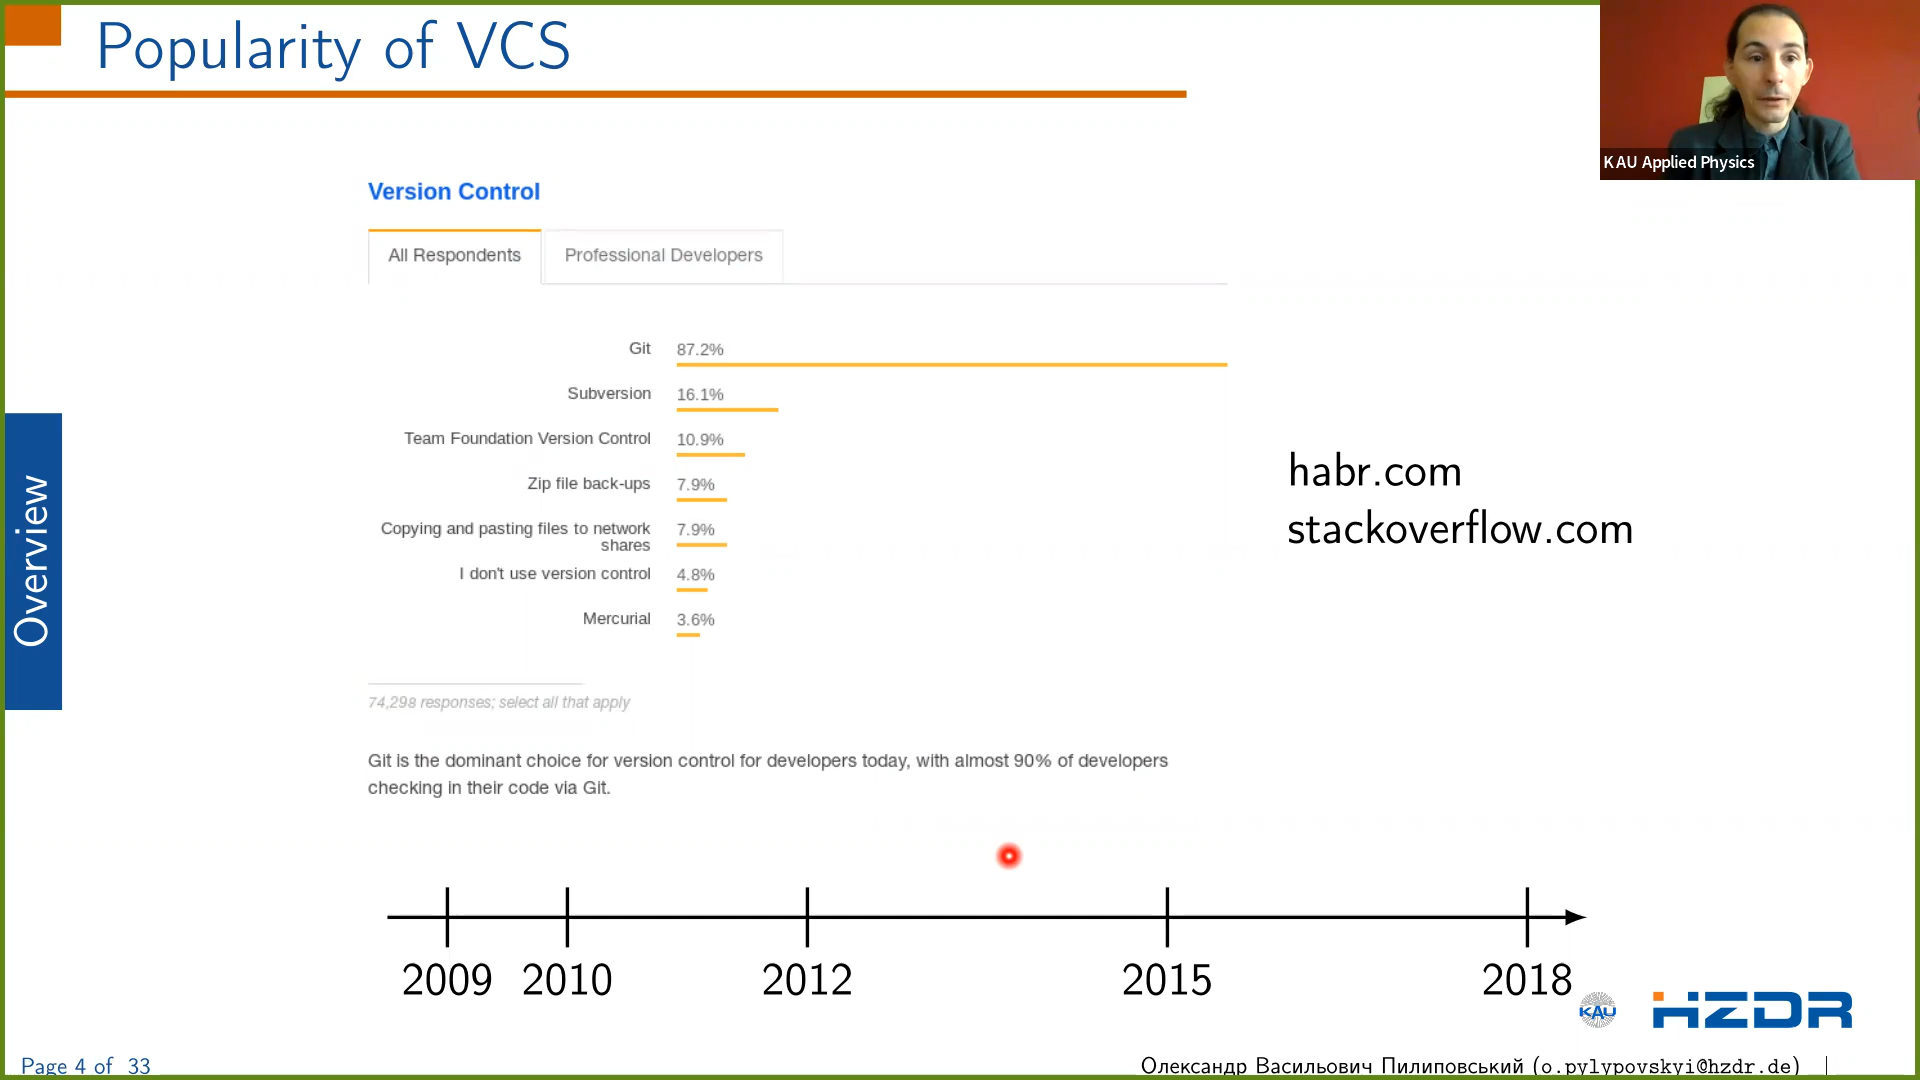 Popularity of VCS
KAU Applied Physics
Version Control
All Respondents
Professional Developers
Git 87.2%
Subversion 16.1%
Team Foundation Version Control 10.9%
Zip file back-ups 7.9%
Copying and pasting files to network 7.9%
shares
I don't use version control 4.8%
Mercurial 3.6%
74,298 responses; select all that apply
Git is the dominant choice for version control for developers today, with almost 90% of developers
checking in their code via Git.
habr.com
stackoverflow.com
Overview
2009 2010 2012 2015 2018
KAU HZDR
Page 4 of 33
Олександр Васильович Пилиповський (o.pylypovskyi@hzdr.de)